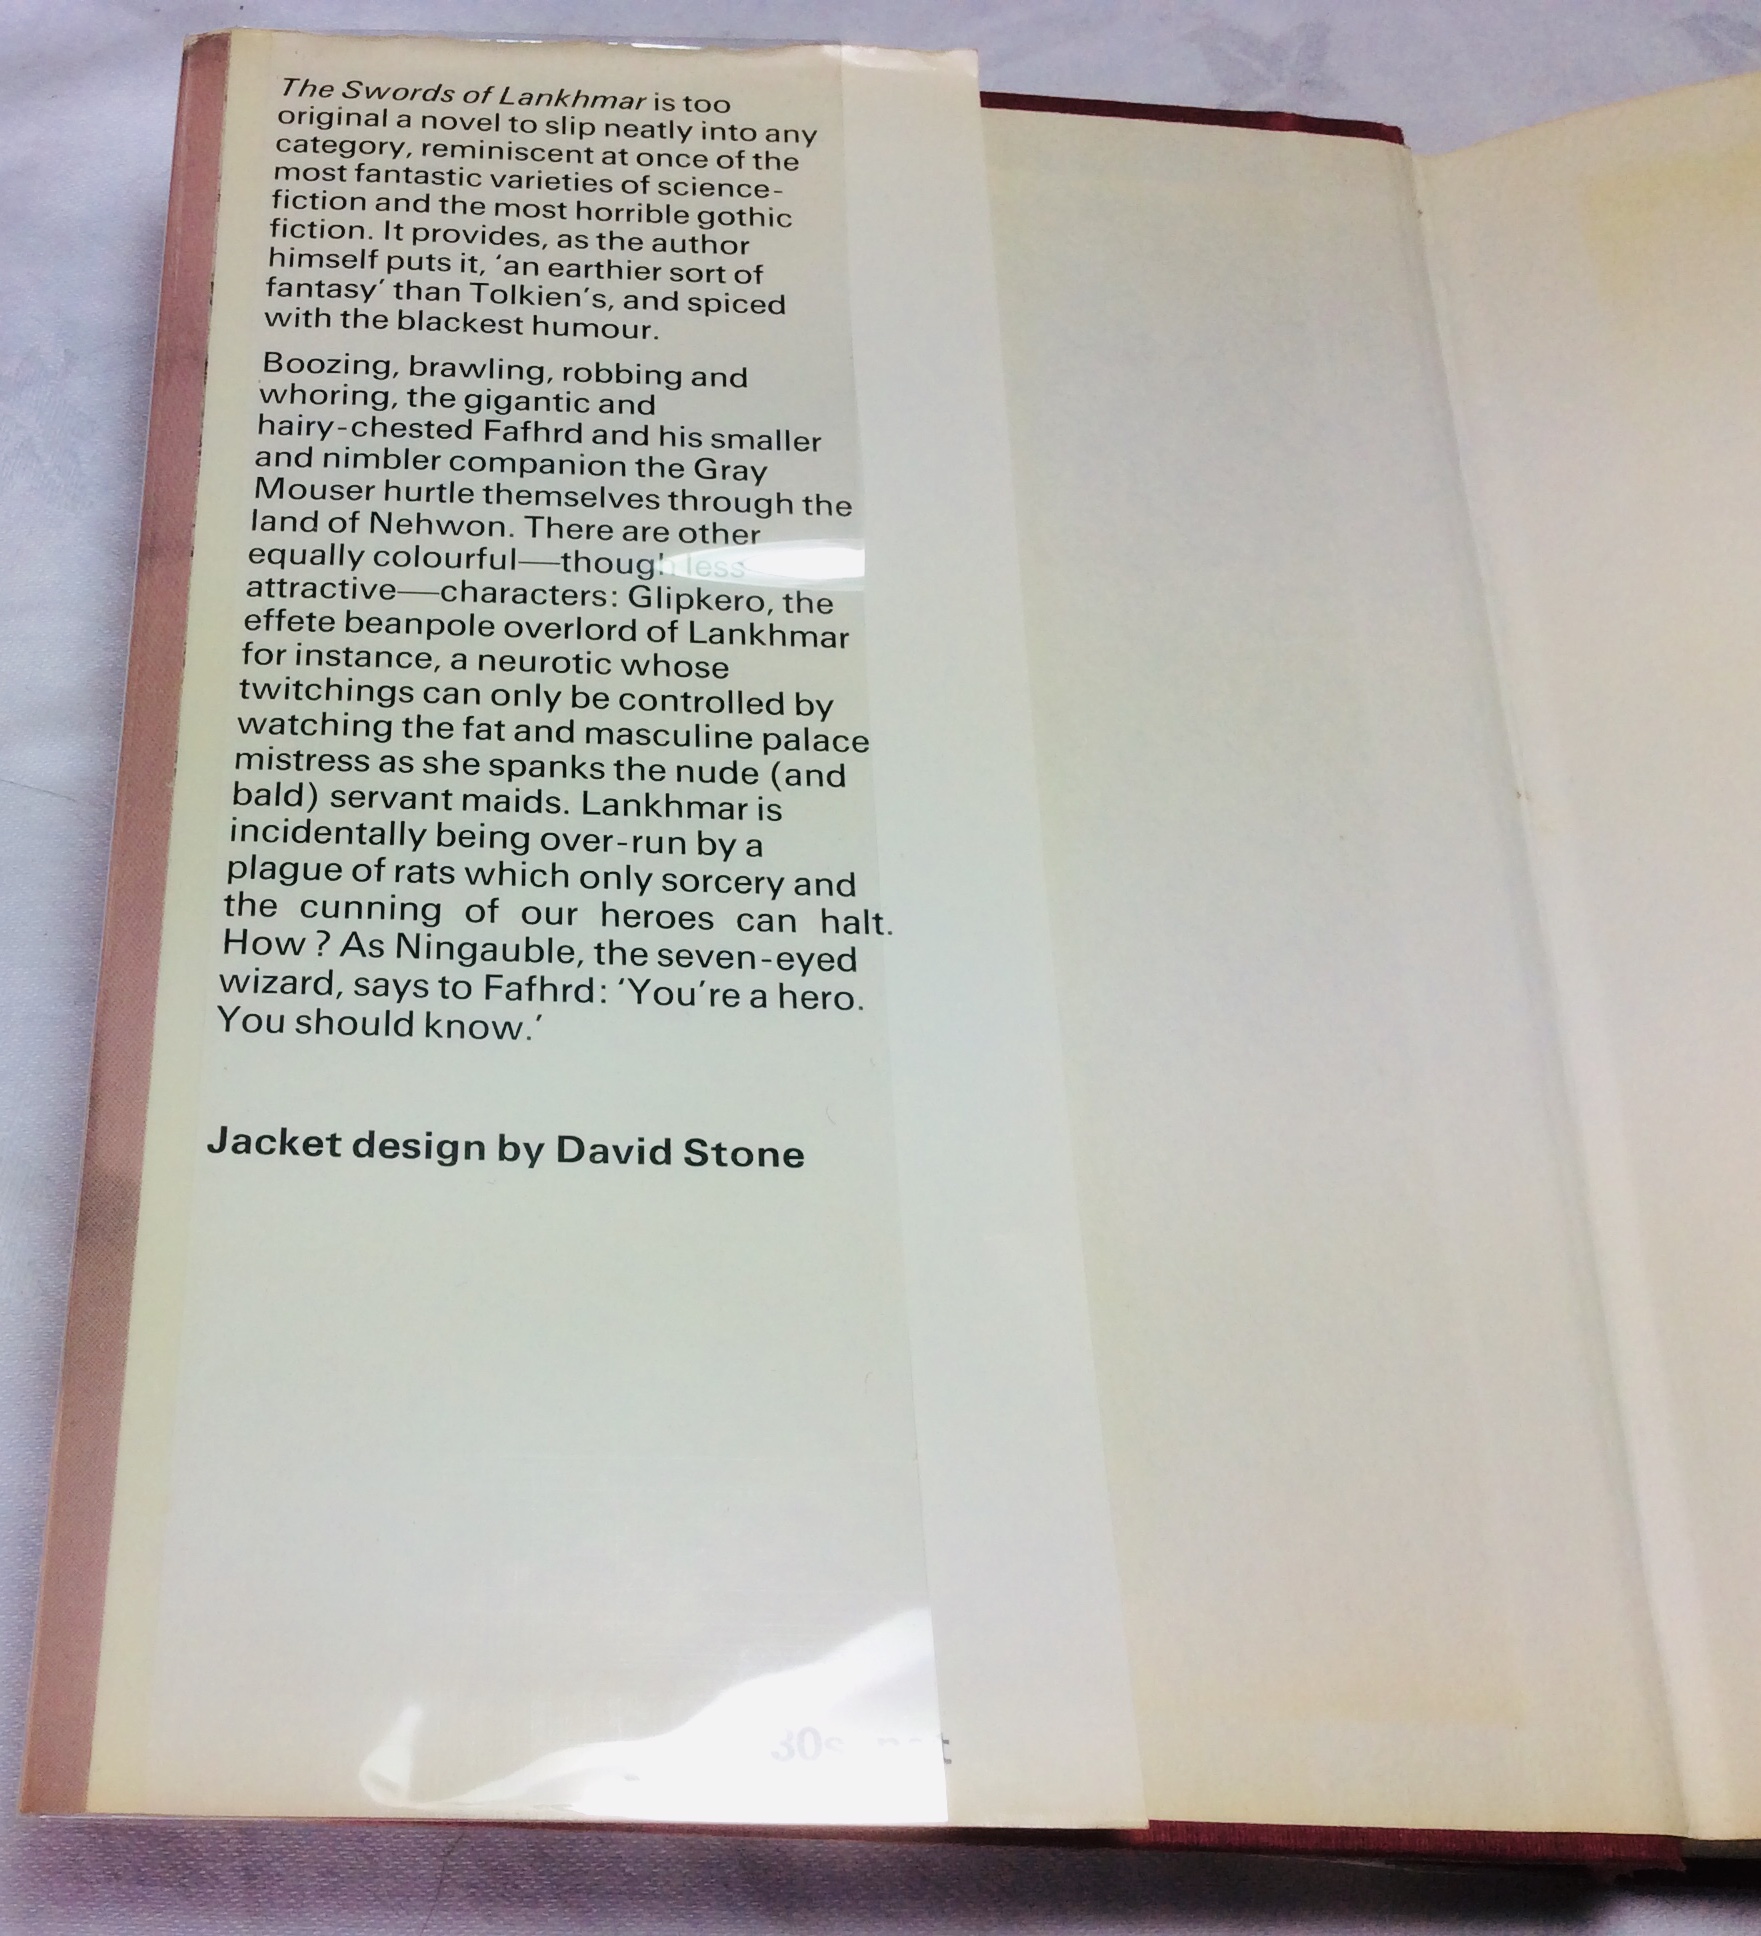 The Swords of Lankhmar is too
original a novel to slip neatly into any
category, reminiscent at once of the
most fantastic varieties of science-
fiction and the most horrible gothic
fiction. It provides, as the author
himself puts it, ‘an earthier sort of
fantasy’ than Tolkien’s, and spiced
with the blackest humour.
Boozing, brawling, robbing and
whoring, the gigantic and
hairy-chested Fafhrd and his smaller
and nimbler companion the Gray
Mouser hurtle themselves through the
land of Nehwon. There are other
equally colourful—though less
attractive—characters: Glipkero, the
effete beanpole overlord of Lankhmar
for instance, a neurotic whose
twitchings can only be controlled by
watching the fat and masculine palace
mistress as she spanks the nude (and
bald) servant maids. Lankhmar is
incidentally being over-run by a
plague of rats which only sorcery and
the cunning of our heroes can halt.
How ? As Ningauble, the seven-eyed
wizard, says to Fafhrd: ‘You’re a hero.
You should know.’
Jacket design by David Stone
30s